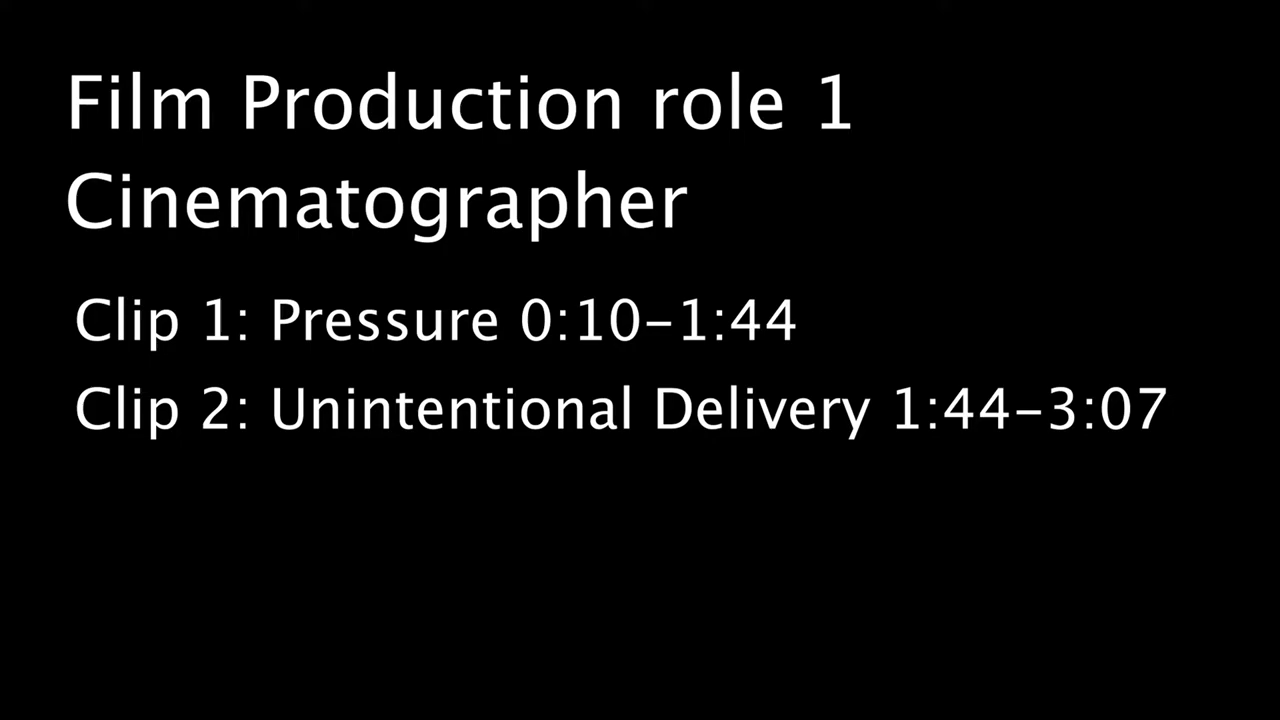 Film Production role 1
Cinematographer
Clip 1: Pressure 0:10-1:44
Clip 2: Unintentional Delivery 1:44-3:07